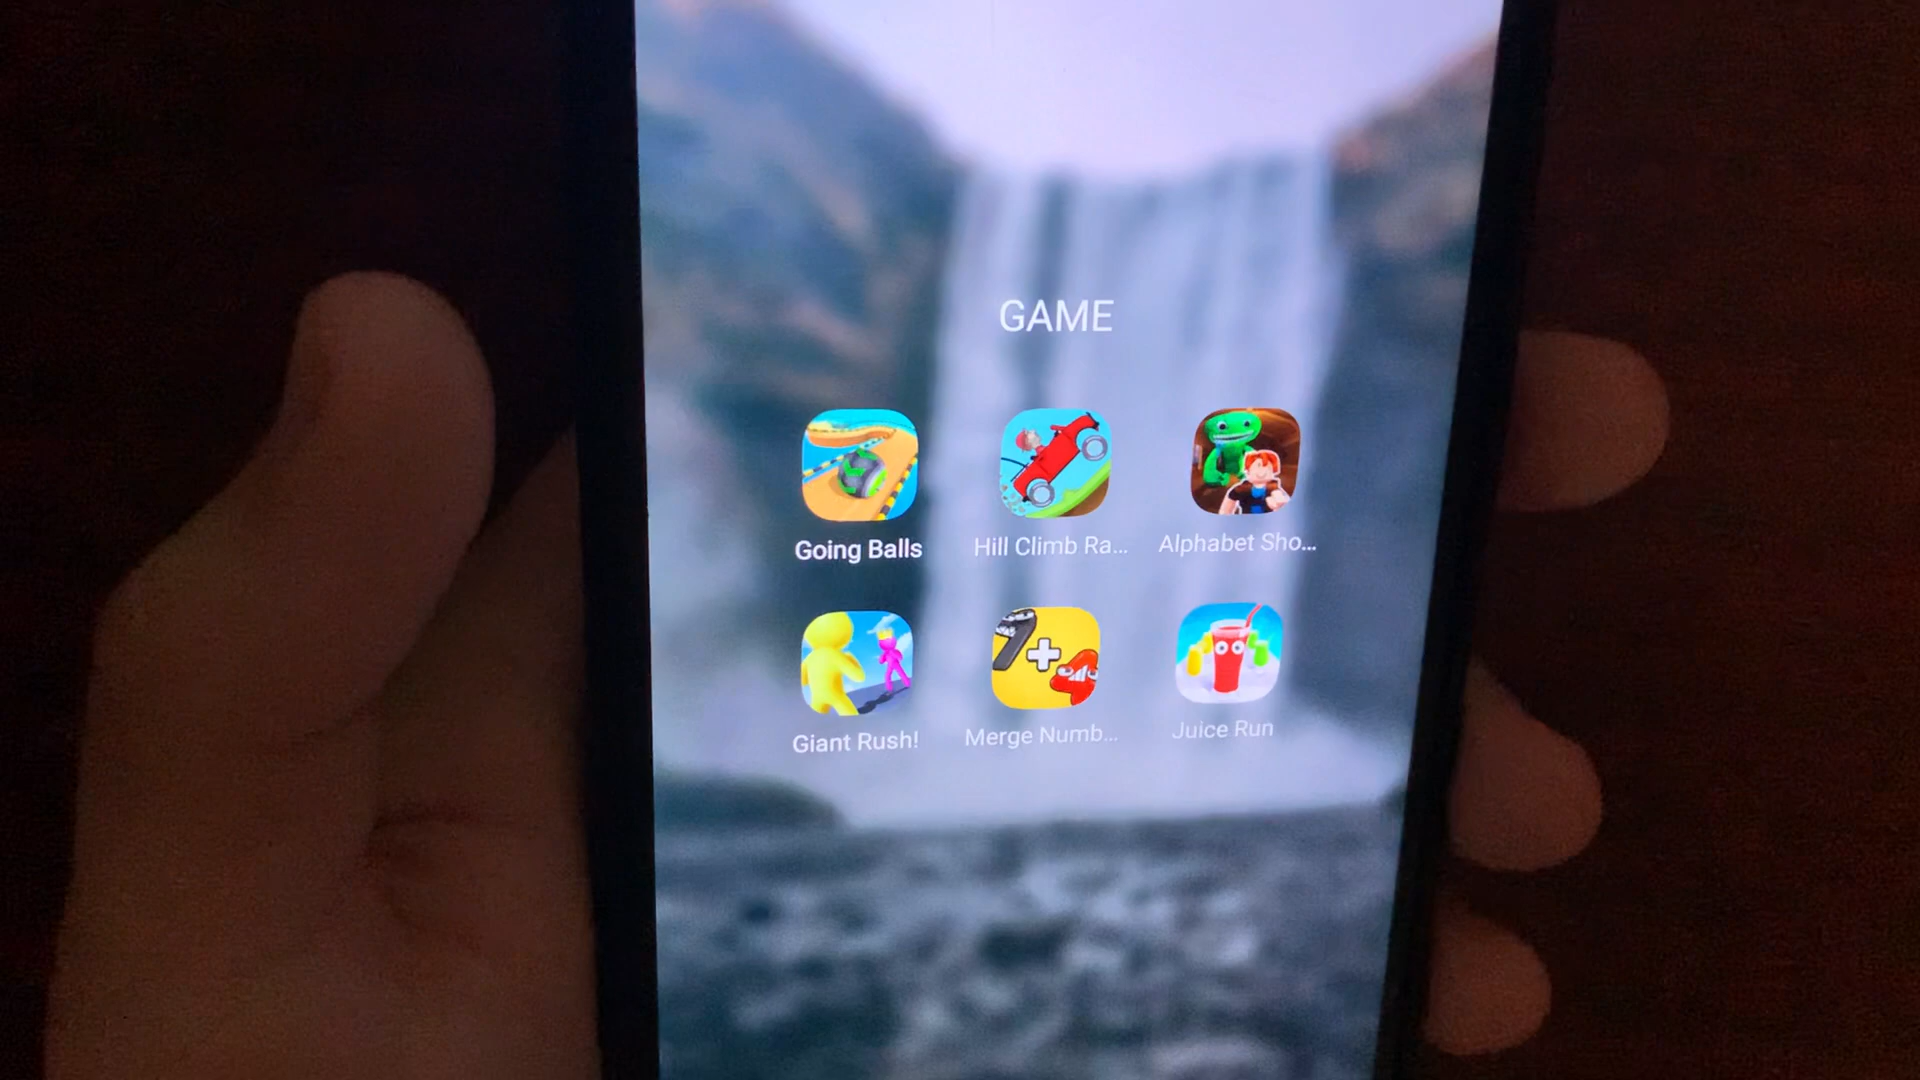 GAME
Going Balls
Hill Climb Ra...
Alphabet Sho...
Giant Rush!
Merge Numb...
Juice Run